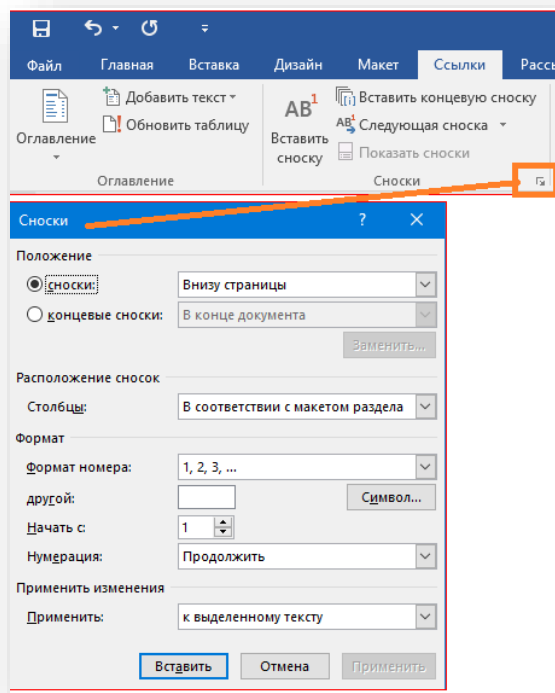 Файл Главная Вставка Дизайн Макет Ссылки Рассы
Оглавление
Добавить текст
Обновить таблицу
Оглавление
AB1
Вставить сноску
Вставить концевую сноску
AB1 Следующая сноска
Показать сноски
Сноски
Сноски ? ×
Положение
сноски: Внизу страницы
концевые сноски: В конце документа
Заменить...
Расположение сносок
Столбцы: В соответствии с макетом раздела
Формат
Формат номера: 1, 2, 3, ...
другой: Символ...
Начать с: 1
Нумерация: Продолжить
Применить изменения
Применить: к выделенному тексту
Вставить Отмена Применить